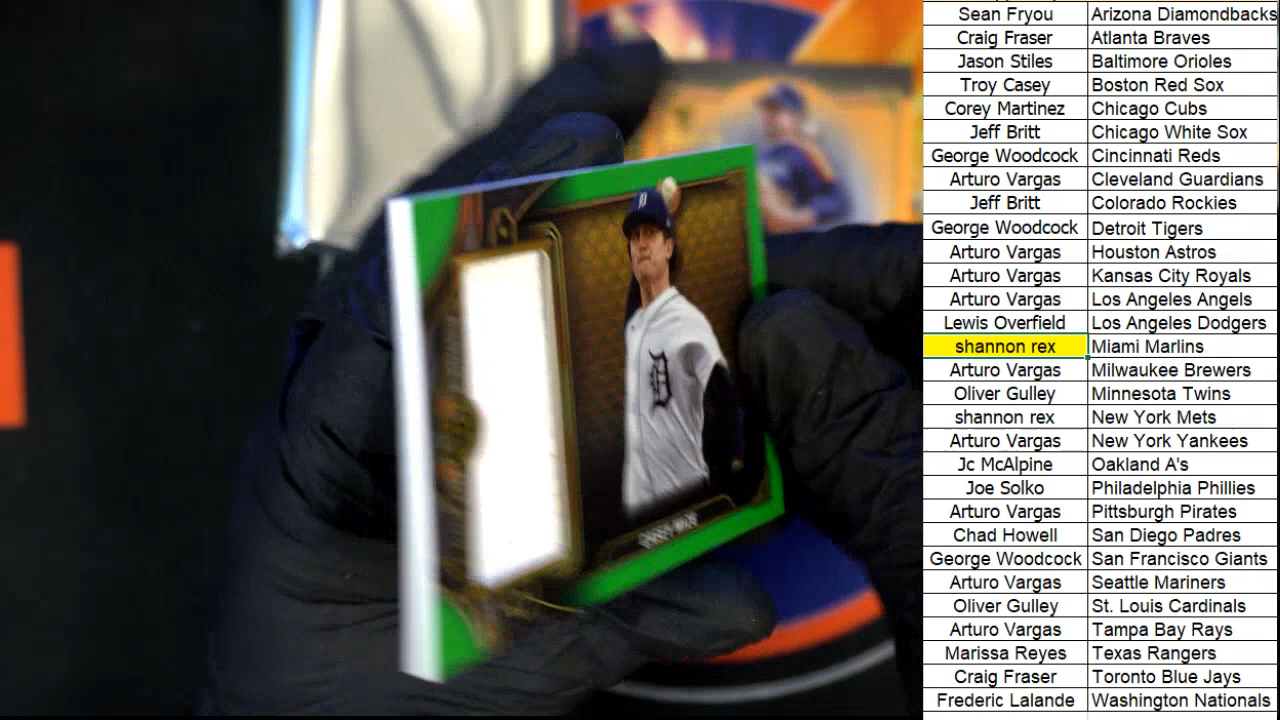 Sean Fryou Arizona Diamondbacks
Craig Fraser Atlanta Braves
Jason Stiles Baltimore Orioles
Troy Casey Boston Red Sox
Corey Martinez Chicago Cubs
Jeff Britt Chicago White Sox
George Woodcock Cincinnati Reds
Arturo Vargas Cleveland Guardians
Jeff Britt Colorado Rockies
George Woodcock Detroit Tigers
Arturo Vargas Houston Astros
Arturo Vargas Kansas City Royals
Arturo Vargas Los Angeles Angels
Lewis Overfield Los Angeles Dodgers
shannon rex Miami Marlins
Arturo Vargas Milwaukee Brewers
Oliver Gulley Minnesota Twins
shannon rex New York Mets
Arturo Vargas New York Yankees
Jc McAlpine Oakland A's
Joe Solko Philadelphia Phillies
Arturo Vargas Pittsburgh Pirates
Chad Howell San Diego Padres
George Woodcock San Francisco Giants
Arturo Vargas Seattle Mariners
Oliver Gulley St. Louis Cardinals
Arturo Vargas Tampa Bay Rays
Marissa Reyes Texas Rangers
Craig Fraser Toronto Blue Jays
Frederic Lalande Washington Nationals
D
D